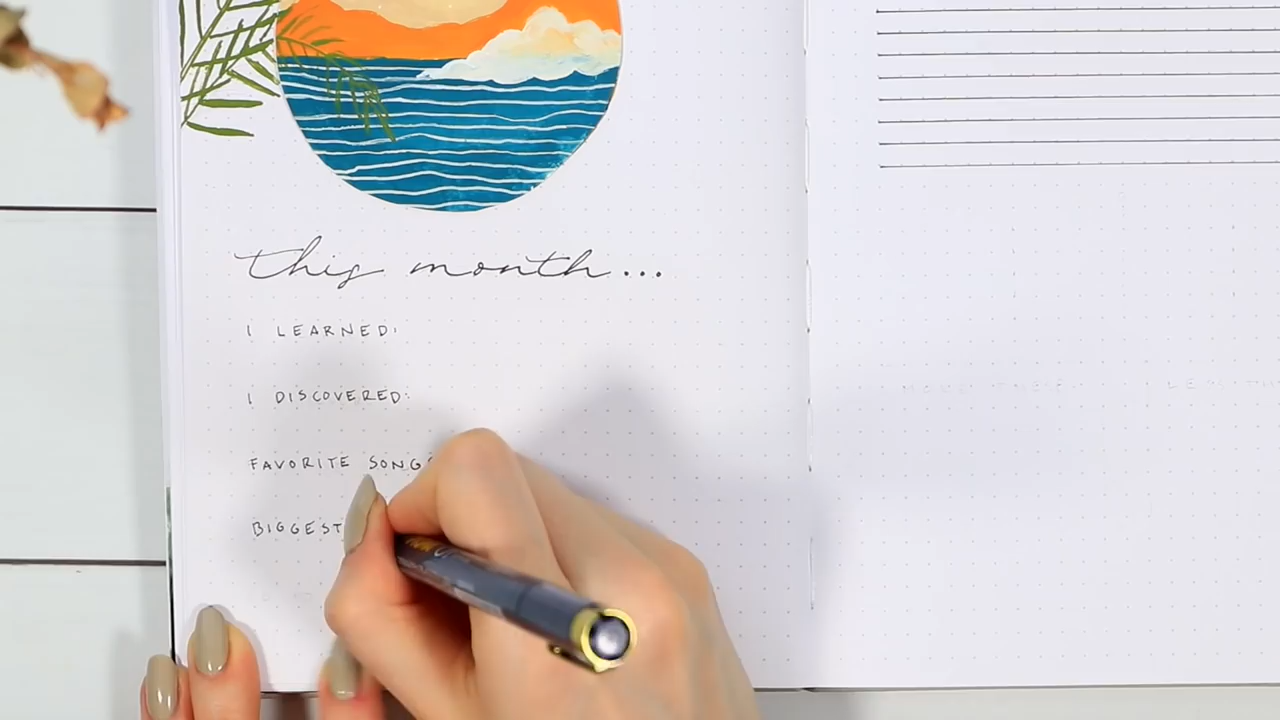 this month...
I LEARNED:
I DISCOVERED:
FAVORITE SONG
BIGGEST